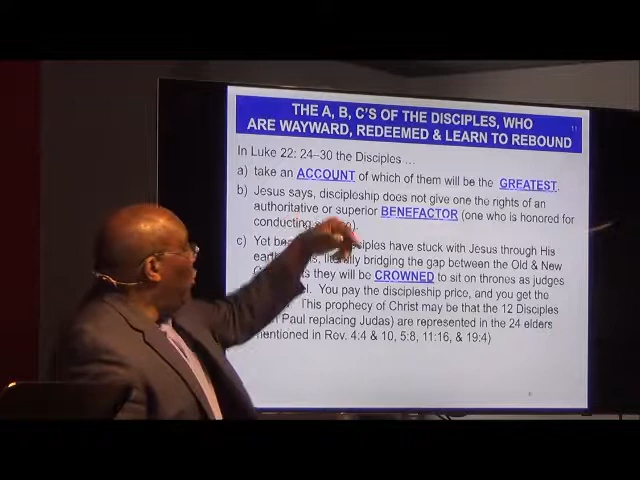 THE A, B, C'S OF THE DISCIPLES, WHO
ARE WAYWARD, REDEEMED & LEARN TO REBOUND
11
In Luke 22: 24–30 the Disciples …
a) take an ACCOUNT of which of them will be the GREATEST.
b) Jesus says, discipleship does not give one the rights of an
authoritative or superior BENEFACTOR (one who is honored for
conducting
c) Yet have stuck with Jesus through His
literally bridging the gap between the Old & New
they will be CROWNED to sit on thrones as judges
You pay the discipleship price, and you get the
This prophecy of Christ may be that the 12 Disciples
Paul replacing Judas) are represented in the 24 elders
mentioned in Rev. 4:4 & 10, 5:8, 11:16, & 19:4)